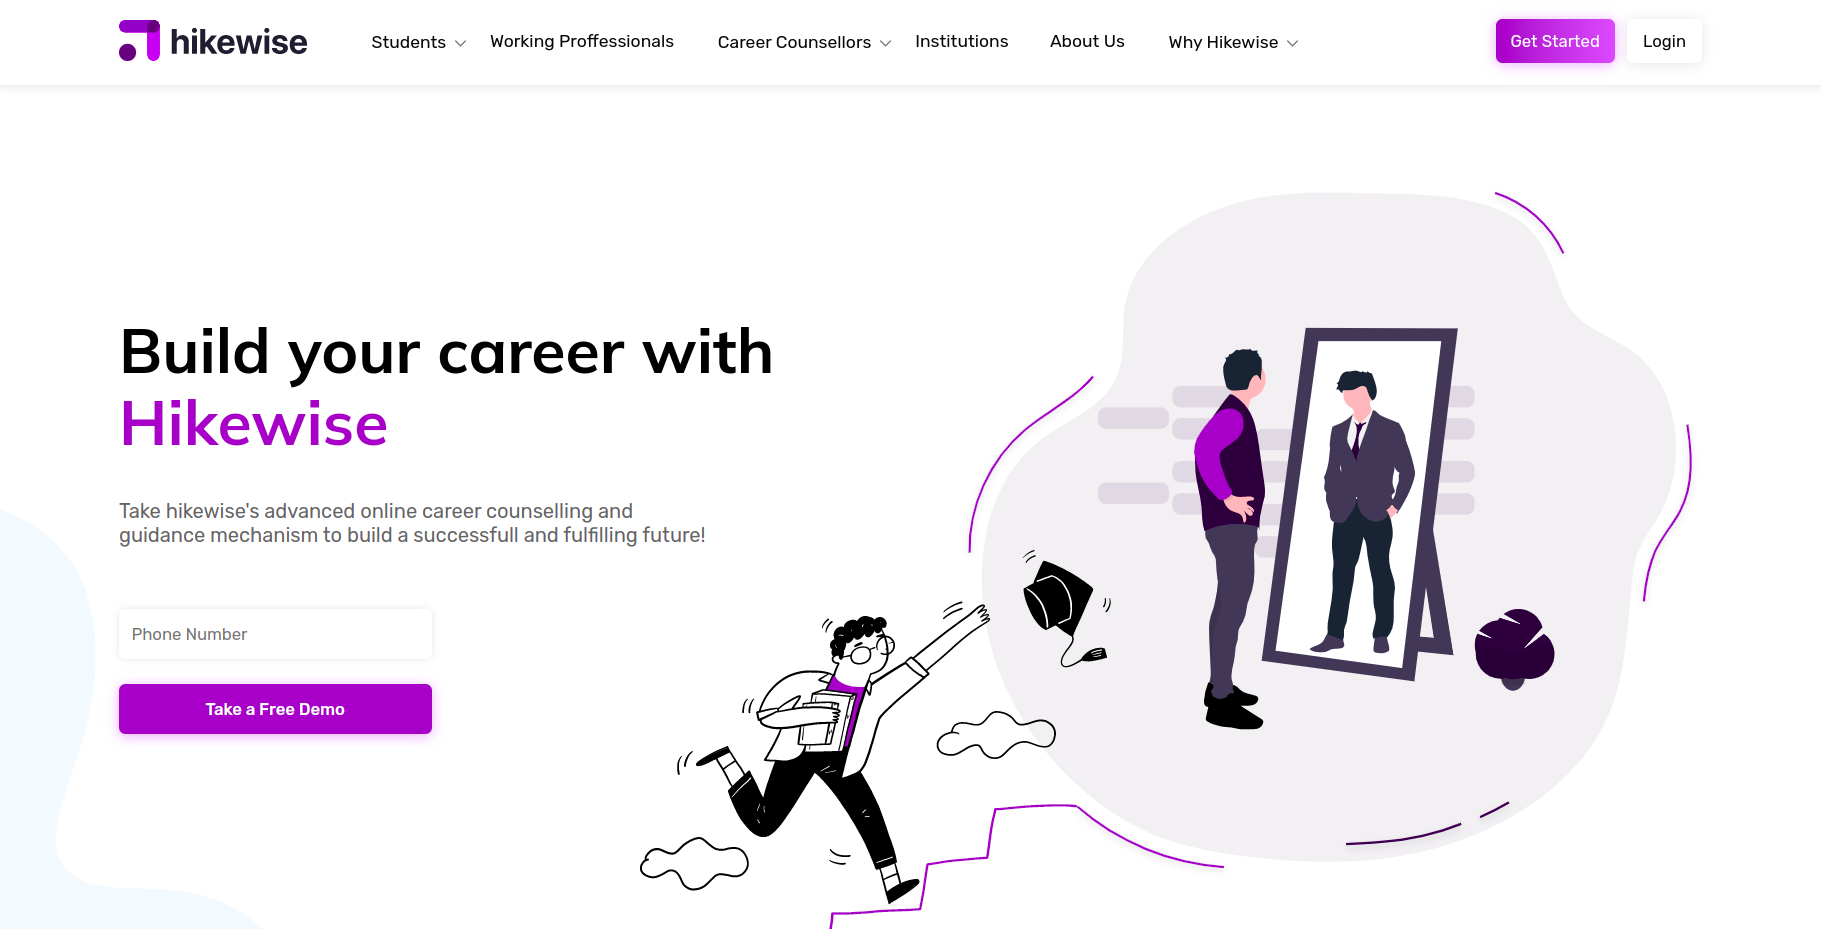 hikewise
Students
Working Proffessionals
Career Counsellors
Institutions
About Us
Why Hikewise
Get Started
Login
Build your career with
Hikewise
Take hikewise's advanced online career counselling and
guidance mechanism to build a successfull and fulfilling future!
Phone Number
Take a Free Demo